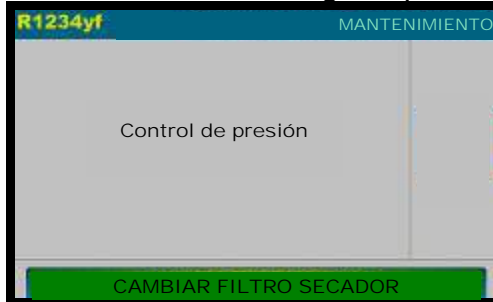 R1234yf MANTENIMIENTO
Control de presión
CAMBIAR FILTRO SECADOR